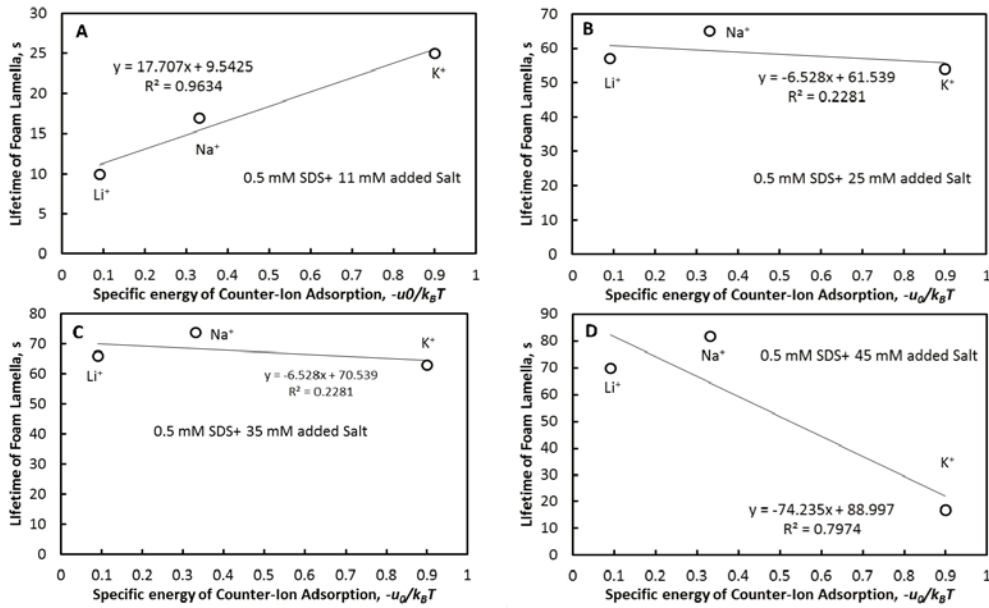 A
Lifetime of Foam Lamella, s
30
25
20
15
10
5
0
y = 17.707x + 9.5425
R² = 0.9634
K⁺
Na⁺
Li⁺
0.5 mM SDS+ 11 mM added Salt
0 0.1 0.2 0.3 0.4 0.5 0.6 0.7 0.8 0.9 1
Specific energy of Counter-Ion Adsorption, -u0/kBT
B
Lifetime of Foam Lamella, s
70
60
50
40
30
20
10
0
Na⁺
Li⁺
y = -6.528x + 61.539
R² = 0.2281
K⁺
0.5 mM SDS+ 25 mM added Salt
0 0.1 0.2 0.3 0.4 0.5 0.6 0.7 0.8 0.9 1
Specific energy of Counter-Ion Adsorption, -u₀/kBT
C
Lifetime of Foam Lamella, s
80
70
60
50
40
30
20
10
0
Na⁺
K⁺
Li⁺
y = -6.528x + 70.539
R² = 0.2281
0.5 mM SDS+ 35 mM added Salt
0 0.1 0.2 0.3 0.4 0.5 0.6 0.7 0.8 0.9 1
Specific energy of Counter-Ion Adsorption, -u₀/kBT
D
Lifetime of Foam Lamella, s
90
80
70
60
50
40
30
20
10
0
Na⁺
0.5 mM SDS+ 45 mM added Salt
Li⁺
K⁺
y = -74.235x + 88.997
R² = 0.7974
0 0.1 0.2 0.3 0.4 0.5 0.6 0.7 0.8 0.9 1
Specific energy of Counter-Ion Adsorption, -u₀/kBT